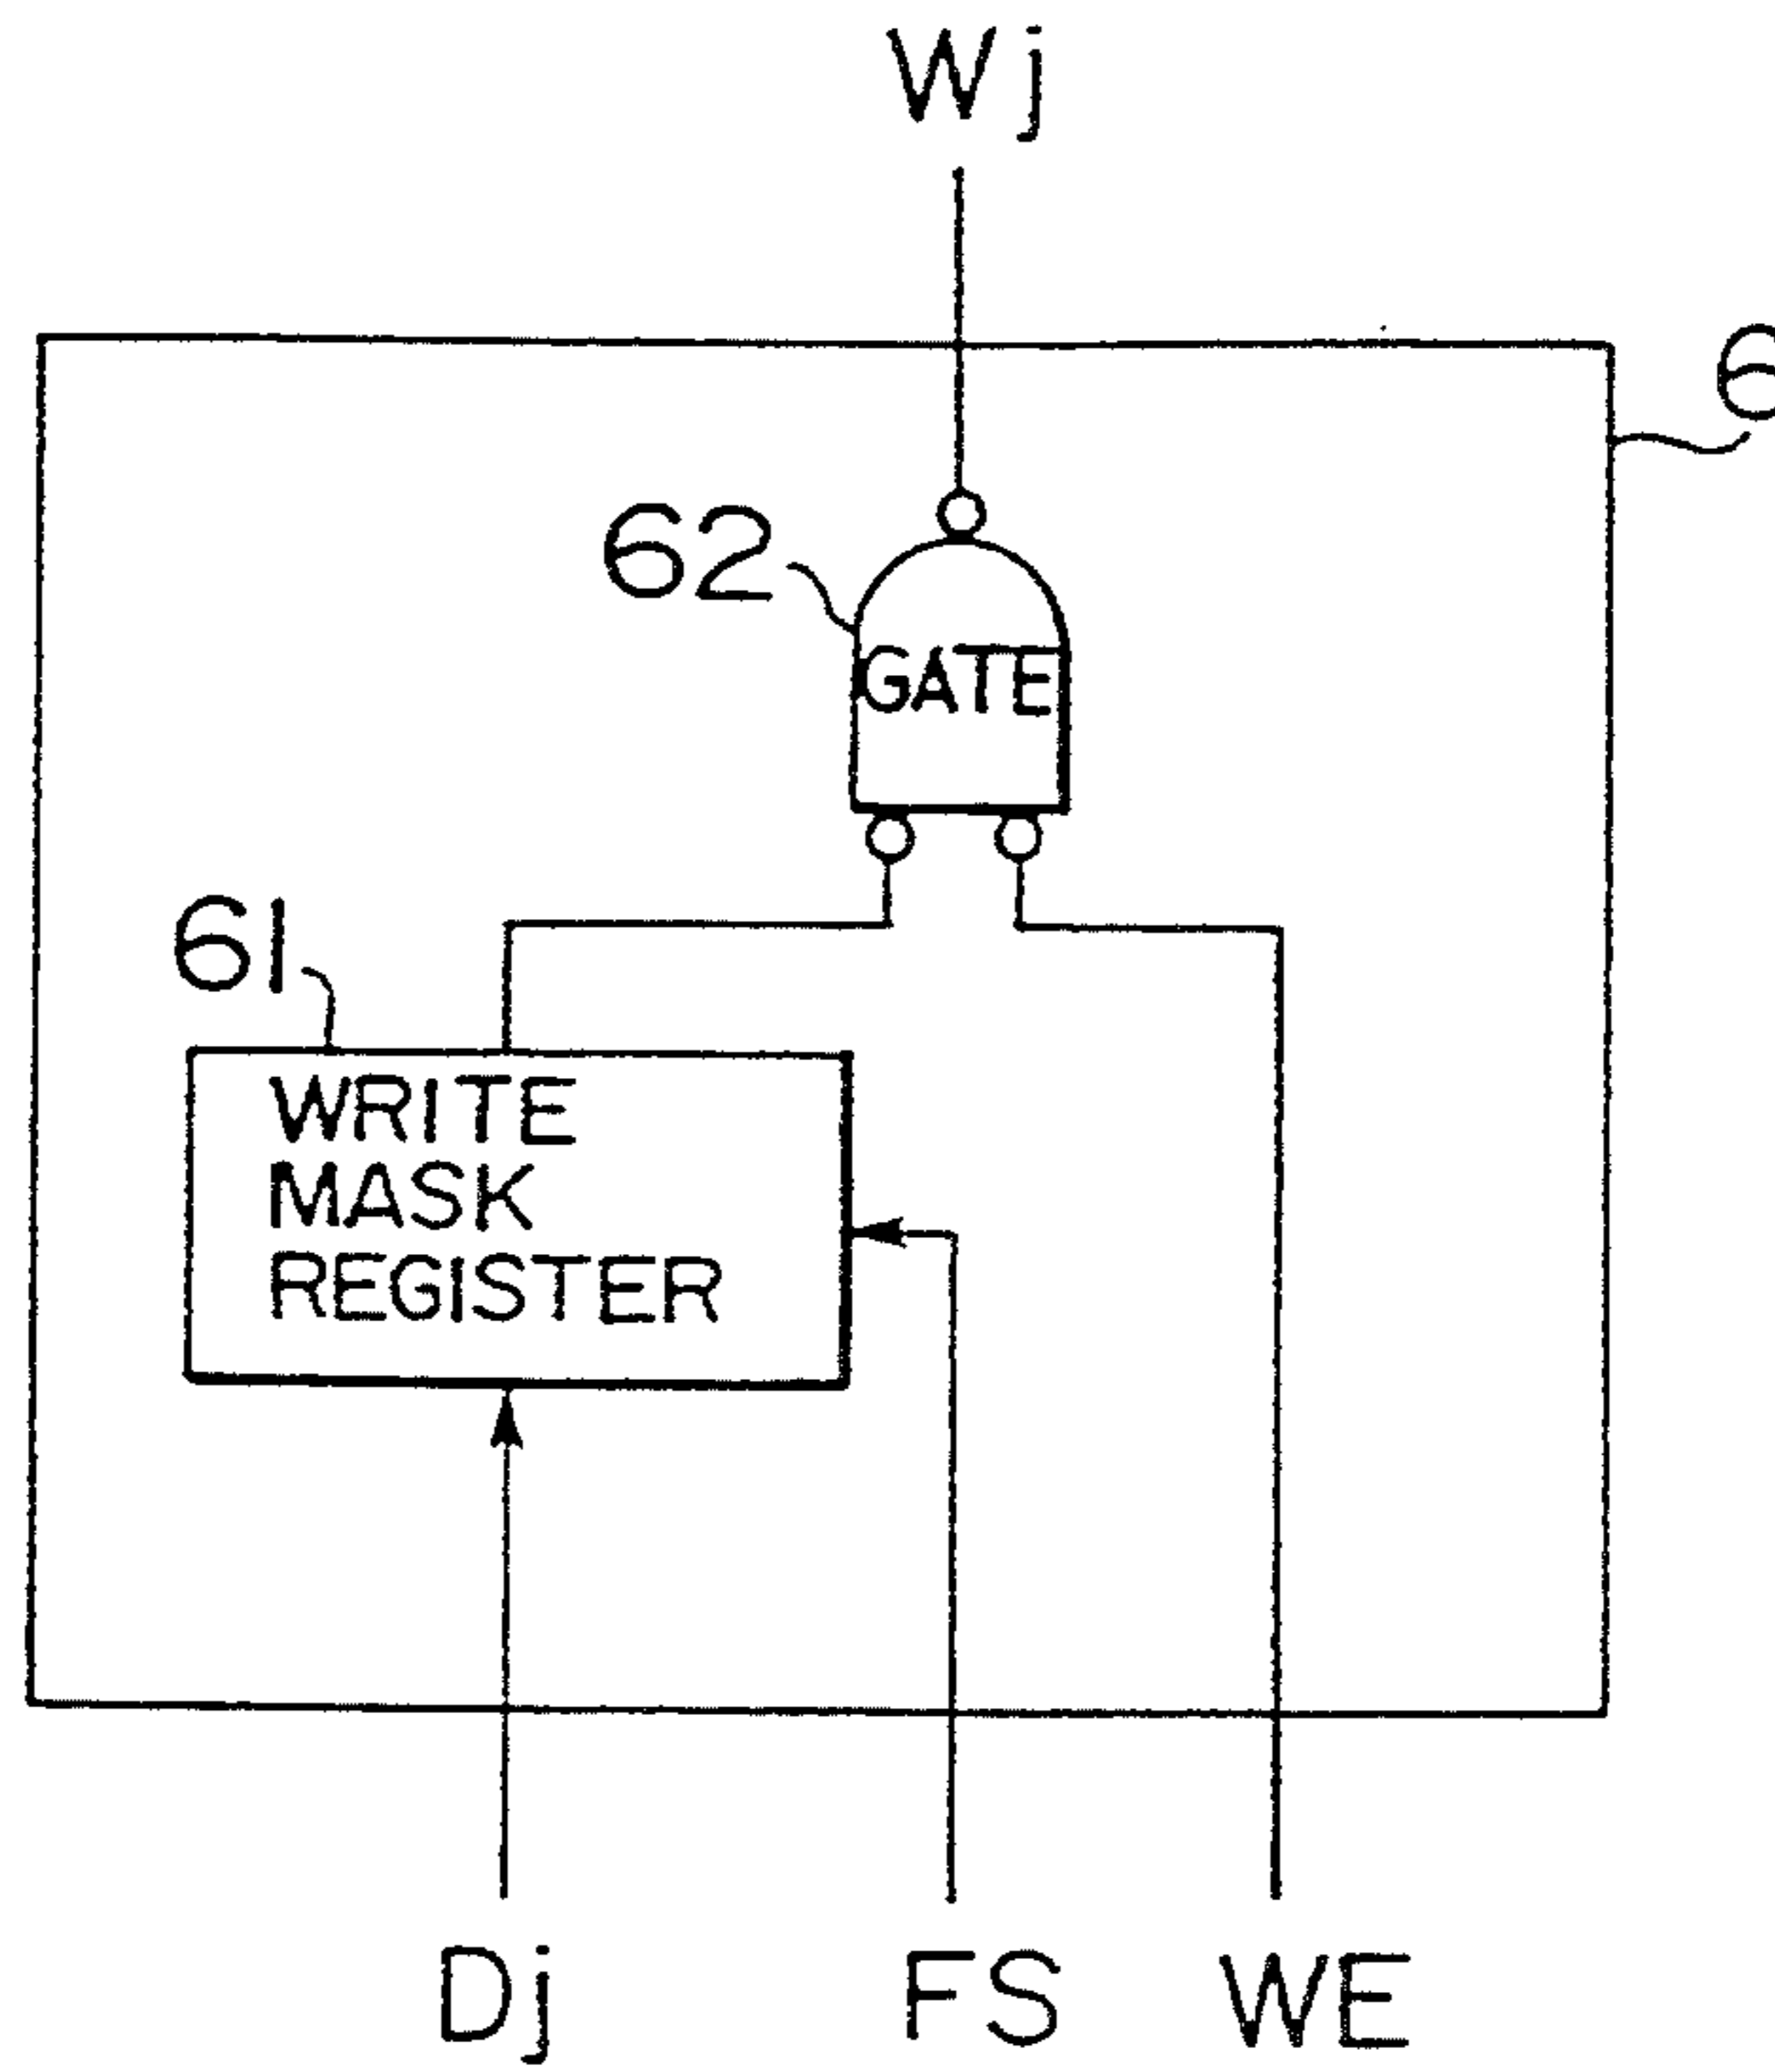 Wj
6
62
GATE
61
WRITE
MASK
REGISTER
Dj FS WE